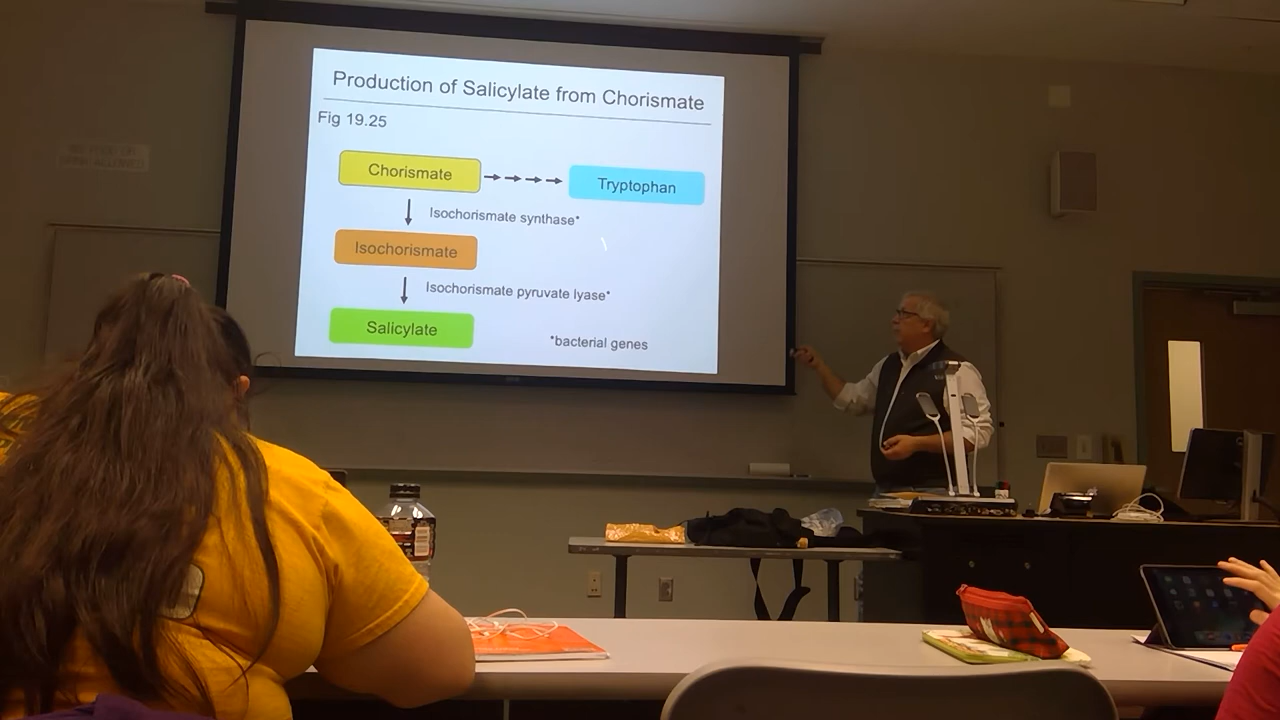 Production of Salicylate from Chorismate
Fig 19.25
Chorismate
Tryptophan
Isochorismate synthase*
Isochorismate
Isochorismate pyruvate lyase*
Salicylate
*bacterial genes